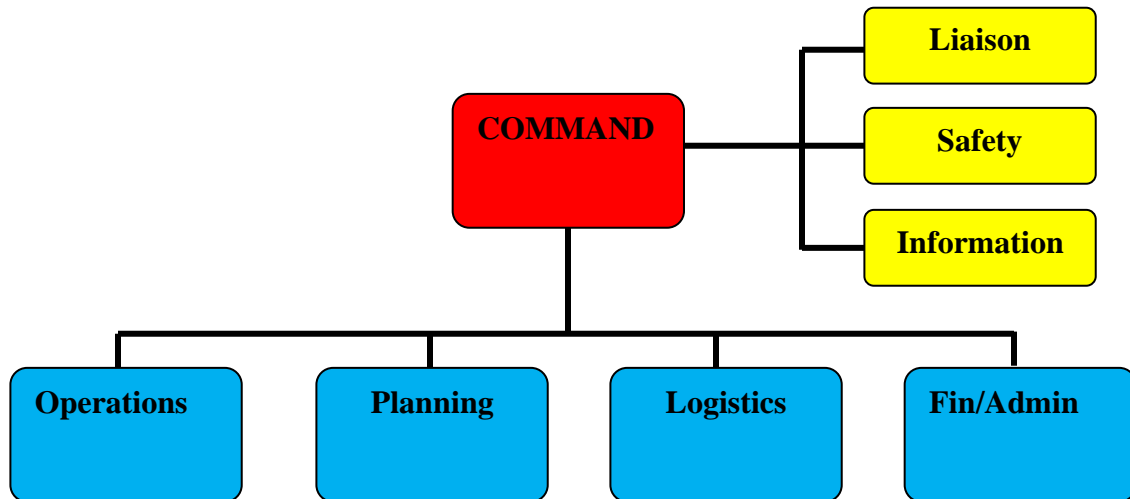 Liaison
COMMAND
Safety
Information
Operations
Planning
Logistics
Fin/Admin